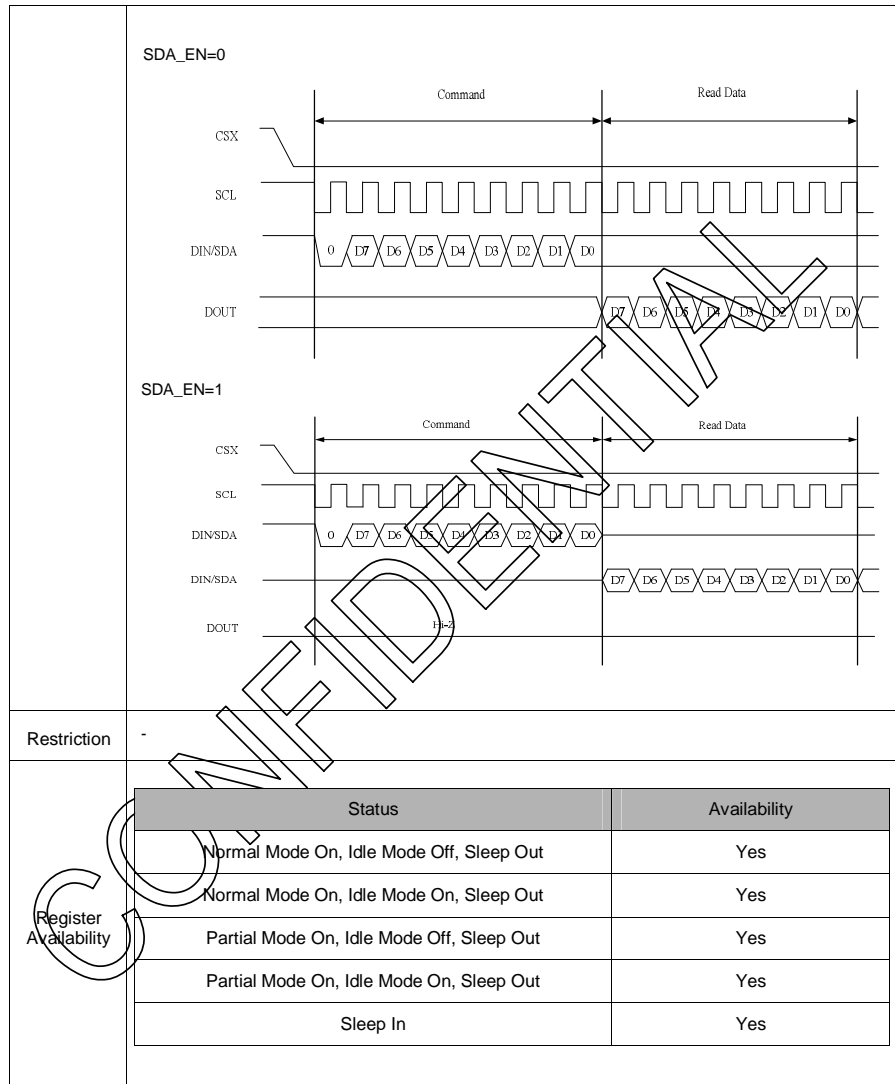 SDA_EN=0
Command Read Data
CSX
SCL
DIN/SDA 0 D7 D6 D5 D4 D3 D2 D1 D0
DOUT D7 D6 D5 D4 D3 D2 D1 D0
SDA_EN=1
Command Read Data
CSX
SCL
DIN/SDA 0 D7 D6 D5 D4 D3 D2 D1 D0
DIN/SDA D7 D6 D5 D4 D3 D2 D1 D0
DOUT Hi-Z
Restriction -
Register
Availability
Status Availability
Normal Mode On, Idle Mode Off, Sleep Out Yes
Normal Mode On, Idle Mode On, Sleep Out Yes
Partial Mode On, Idle Mode Off, Sleep Out Yes
Partial Mode On, Idle Mode On, Sleep Out Yes
Sleep In Yes
CONFIDENTIAL